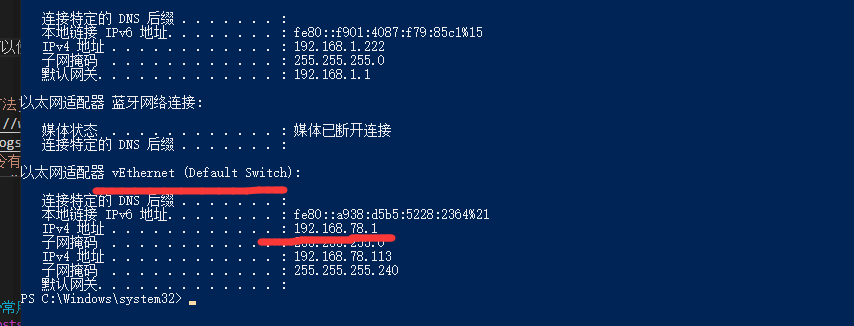 连接特定的 DNS 后缀 . . . . . . . :
本地链接 IPv6 地址. . . . . . . . : fe80::f901:4087:f79:85c1%15
IPv4 地址 . . . . . . . . . . . . : 192.168.1.222
子网掩码 . . . . . . . . . . . . : 255.255.255.0
默认网关. . . . . . . . . . . . . : 192.168.1.1
以太网适配器 蓝牙网络连接:
媒体状态 . . . . . . . . . . . . : 媒体已断开连接
连接特定的 DNS 后缀 . . . . . . . :
以太网适配器 vEthernet (Default Switch):
连接特定的 DNS 后缀 . . . . . . . :
本地链接 IPv6 地址. . . . . . . . : fe80::a938:d5b5:5228:2364%21
IPv4 地址 . . . . . . . . . . . . : 192.168.78.1
子网掩码 . . . . . . . . . . . . : 255.255.255.0
IPv4 地址 . . . . . . . . . . . . : 192.168.78.113
子网掩码 . . . . . . . . . . . . : 255.255.255.240
默认网关. . . . . . . . . . . . . :
PS C:\Windows\system32>